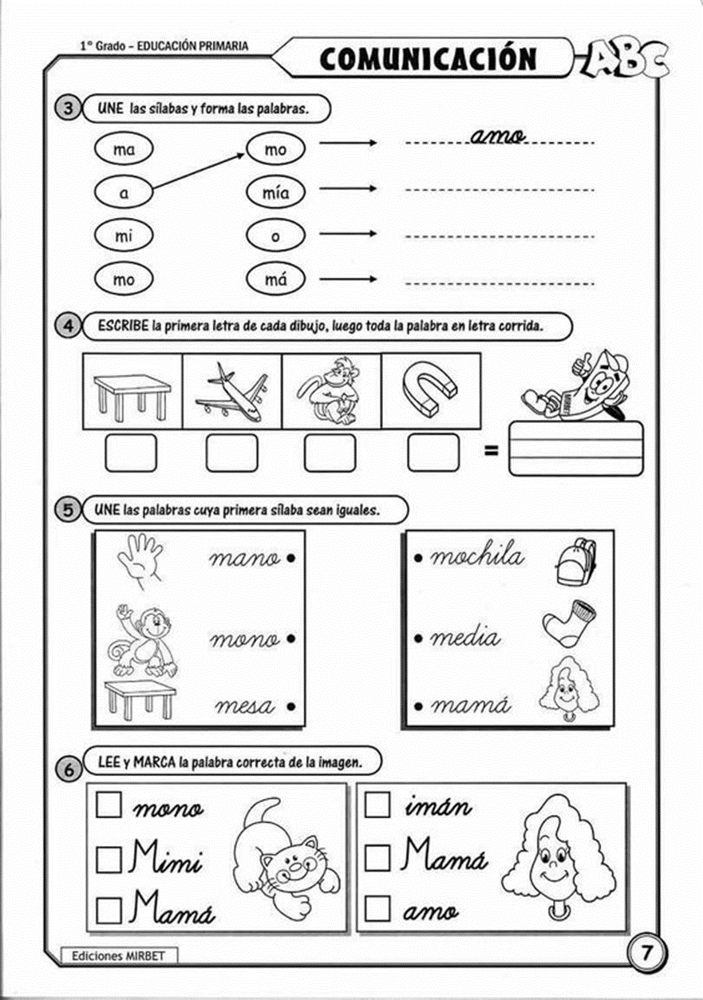 1° Grado – EDUCACIÓN PRIMARIA
COMUNICACIÓN
ABC
3 UNE las sílabas y forma las palabras.
ma mo amo
a mía
mi o
mo má
4 ESCRIBE la primera letra de cada dibujo, luego toda la palabra en letra corrida.
MIRBET
=
5 UNE las palabras cuya primera sílaba sean iguales.
mano • • mochila
mono • • media
mesa • • mamá
6 LEE y MARCA la palabra correcta de la imagen.
mono imán
Mimi Mamá
Mamá amo
Ediciones MIRBET
7